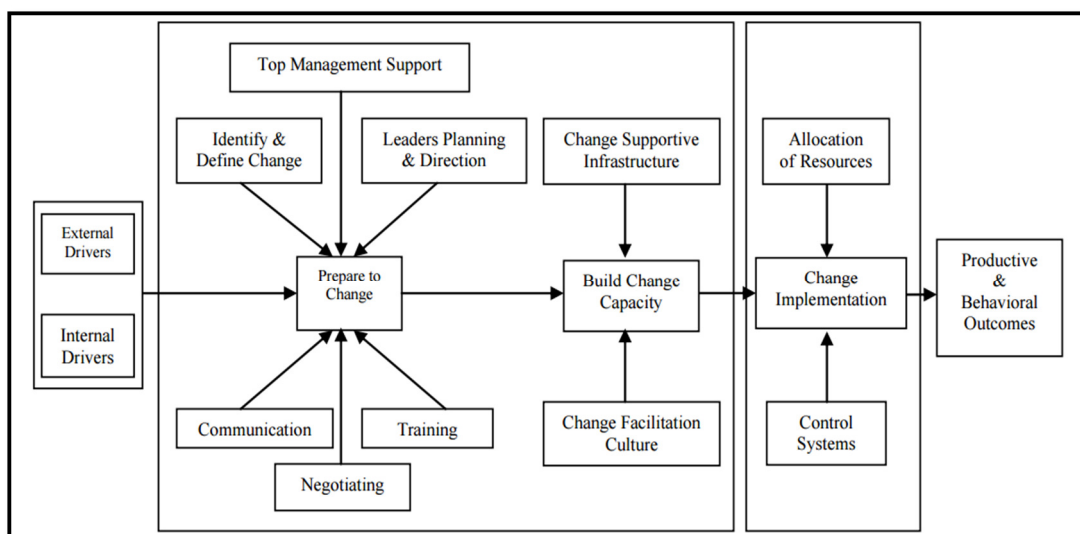 Top Management Support
Identify &
Define Change
Leaders Planning
& Direction
Change Supportive
Infrastructure
Allocation
of Resources
External
Drivers
Internal
Drivers
Prepare to
Change
Build Change
Capacity
Change
Implementation
Productive
&
Behavioral
Outcomes
Communication
Training
Negotiating
Change Facilitation
Culture
Control
Systems